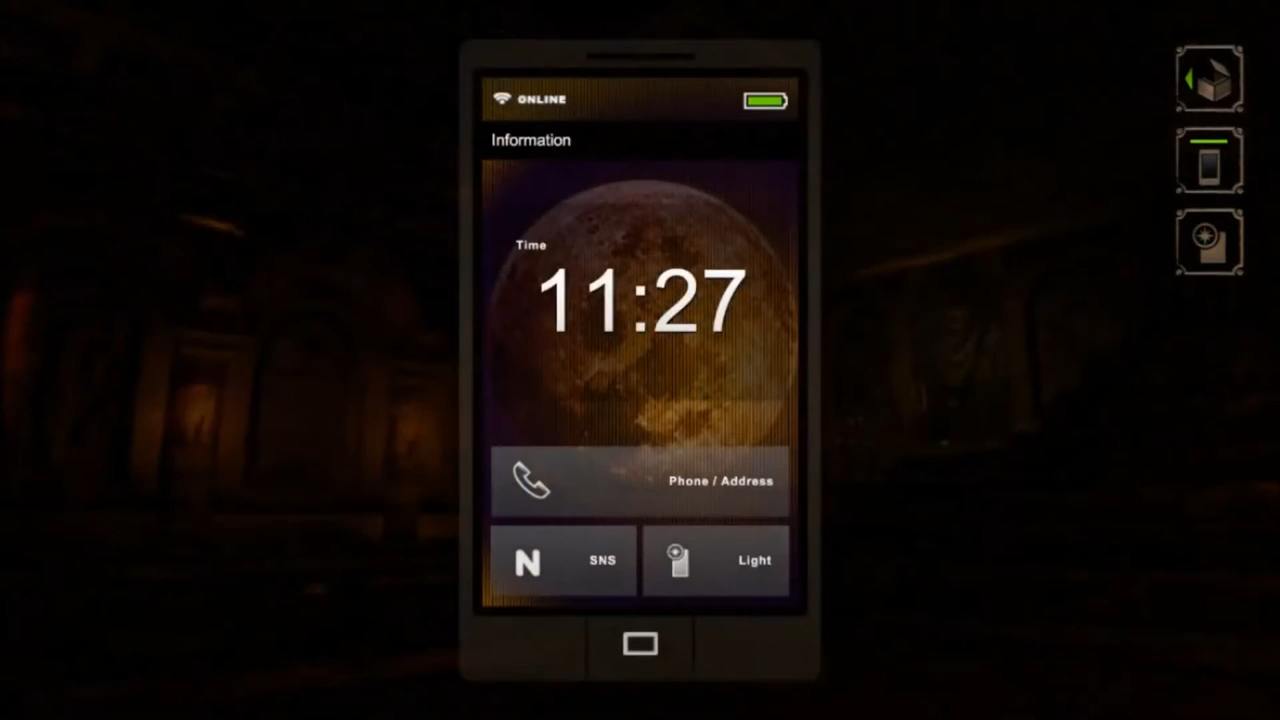 ONLINE
Information
Time
11:27
Phone / Address
N SNS
Light